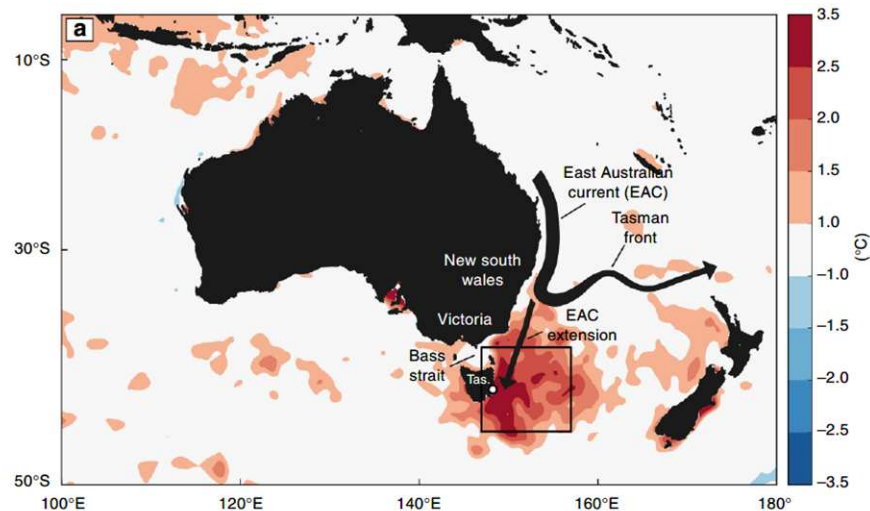 a
10°S
30°S
50°S
100°E
120°E
140°E
160°E
180°
East Australian
current (EAC)
Tasman
front
New south
wales
Victoria
EAC
extension
Bass
strait
Tas.
3.5
2.5
2.0
1.5
1.0
−1.0
−1.5
−2.0
−2.5
−3.5
(°C)